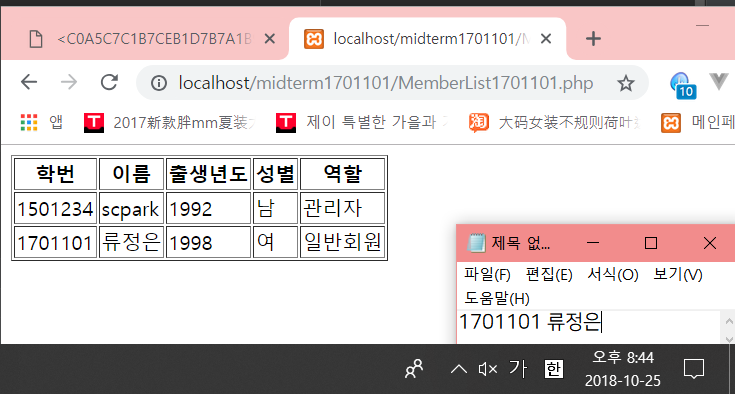 <C0A5C7C1B7CEB1D7B7A1B
localhost/midterm1701101/M
localhost/midterm1701101/MemberList1701101.php
10
앱
2017新款胖mm夏装
제이 특별한 가을과
大码女装不规则荷叶
메인페
학번 이름 출생년도 성별 역할
1501234 scpark 1992 남 관리자
1701101 류정은 1998 여 일반회원
제목 없...
파일(F) 편집(E) 서식(O) 보기(V)
도움말(H)
1701101 류정은
가
한
오후 8:44
2018-10-25